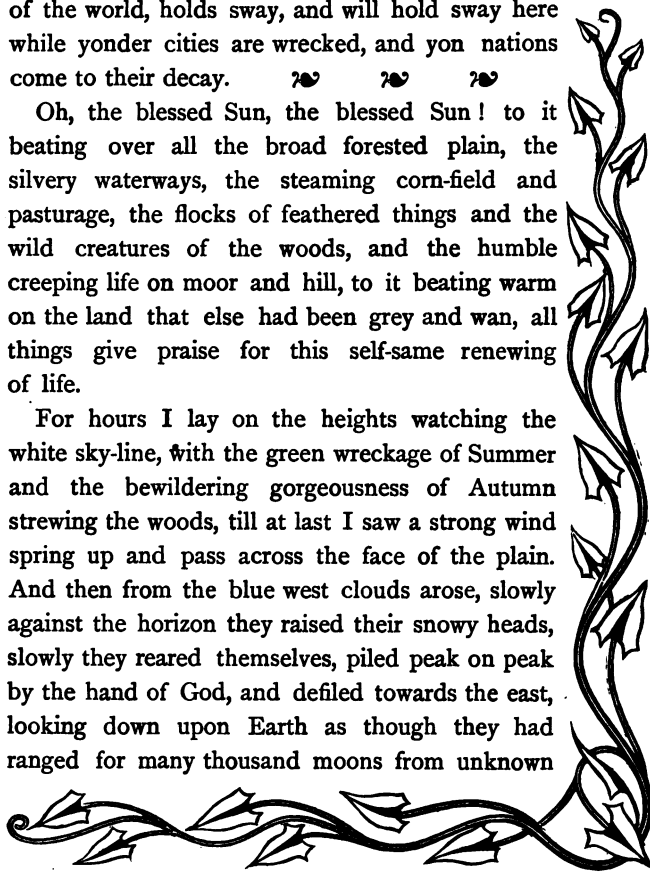 of the world, holds sway, and will hold sway here
while yonder cities are wrecked, and yon nations
come to their decay.
Oh, the blessed Sun, the blessed Sun! to it
beating over all the broad forested plain, the
silvery waterways, the steaming corn-field and
pasturage, the flocks of feathered things and the
wild creatures of the woods, and the humble
creeping life on moor and hill, to it beating warm
on the land that else had been grey and wan, all
things give praise for this self-same renewing
of life.
For hours I lay on the heights watching the
white sky-line, with the green wreckage of Summer
and the bewildering gorgeousness of Autumn
strewing the woods, till at last I saw a strong wind
spring up and pass across the face of the plain.
And then from the blue west clouds arose, slowly
against the horizon they raised their snowy heads,
slowly they reared themselves, piled peak on peak
by the hand of God, and defiled towards the east,
looking down upon Earth as though they had
ranged for many thousand moons from unknown